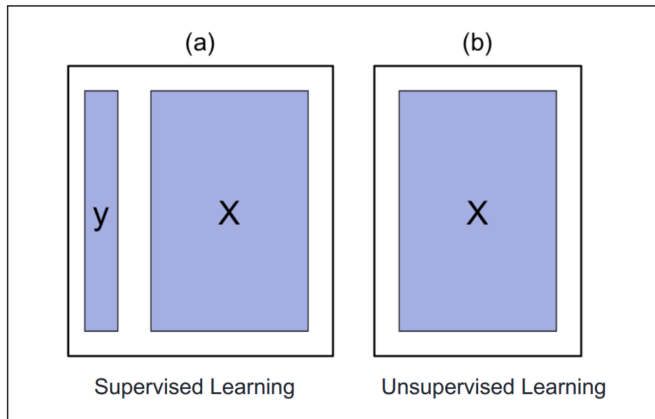 (a)
(b)
y
X
X
Supervised Learning
Unsupervised Learning